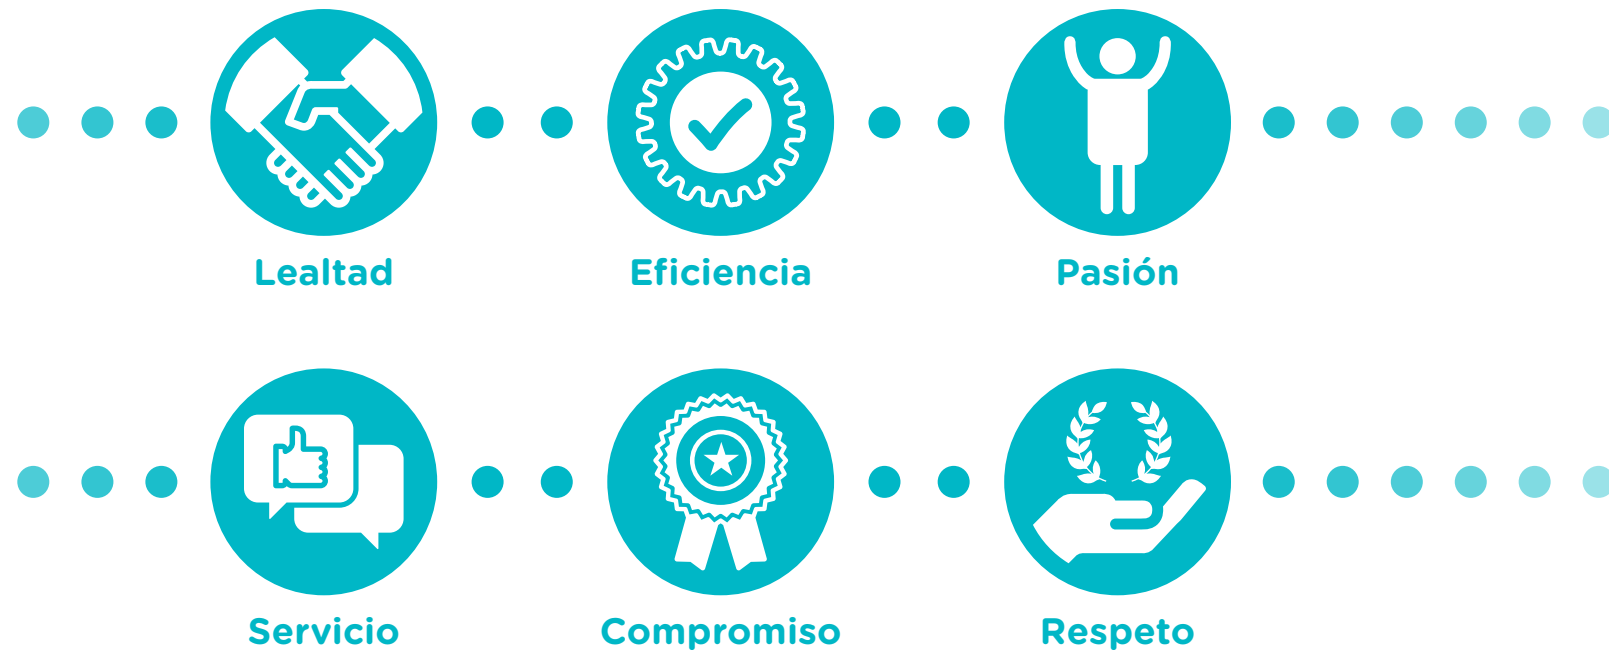 Lealtad
Eficiencia
Pasión
Servicio
Compromiso
Respeto